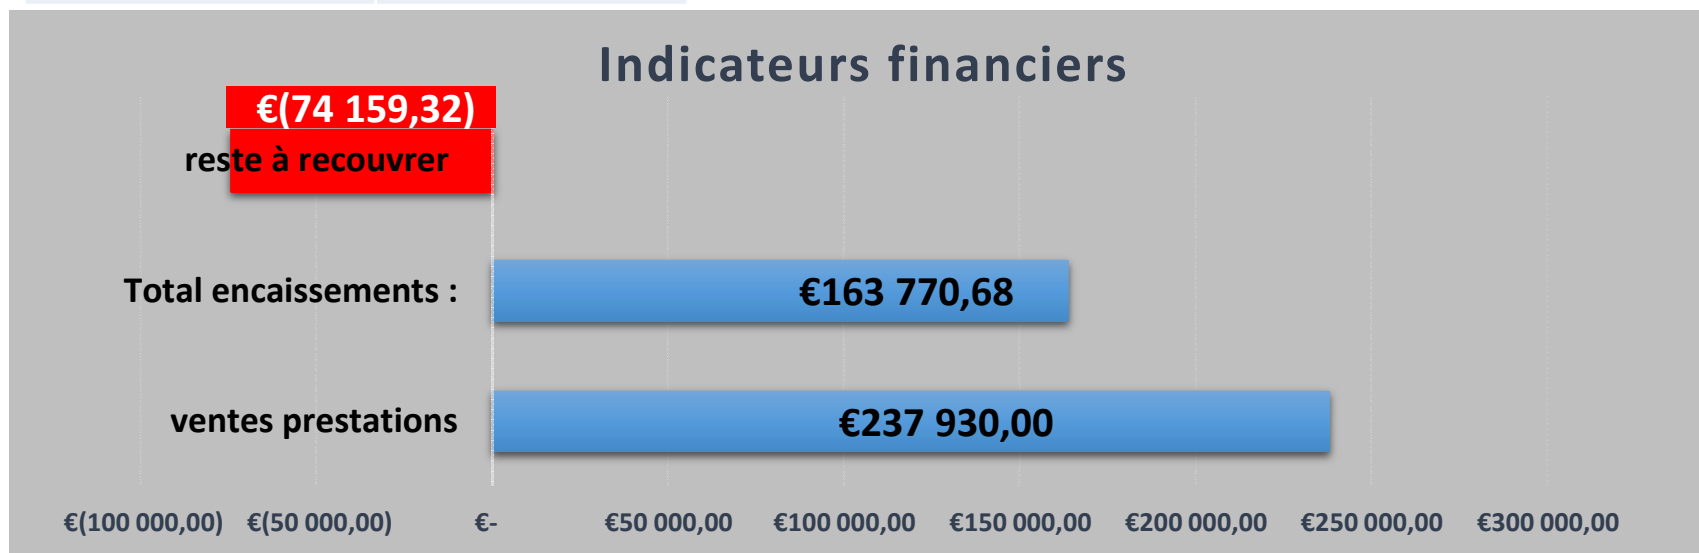 Indicateurs financiers
€(74 159,32)
reste à recouvrer
Total encaissements :
€163 770,68
ventes prestations
€237 930,00
€(100 000,00) €(50 000,00) €- €50 000,00 €100 000,00 €150 000,00 €200 000,00 €250 000,00 €300 000,00